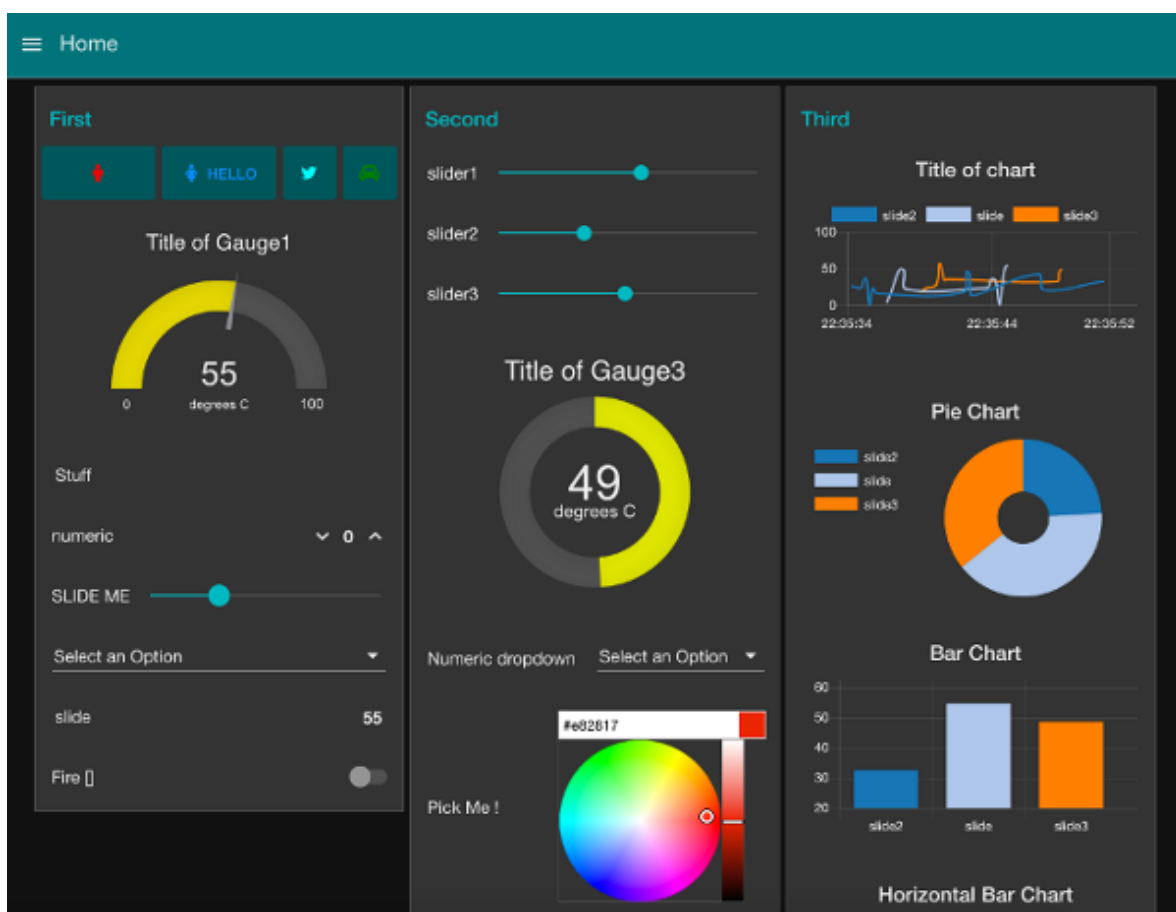 Home
First
HELLO
Title of Gauge1
55
degrees C
0
100
Stuff
numeric
0
SLIDE ME
Select an Option
slide
55
Fire []
Second
slider1
slider2
slider3
Title of Gauge3
49
degrees C
Numeric dropdown Select an Option
#e82817
Pick Me !
Third
Title of chart
slide2 slide slide3
100
50
0
22:35:34 22:35:44 22:35:52
Pie Chart
slide2
slide
slide3
Bar Chart
60
50
40
30
20
slide2 slide slide3
Horizontal Bar Chart